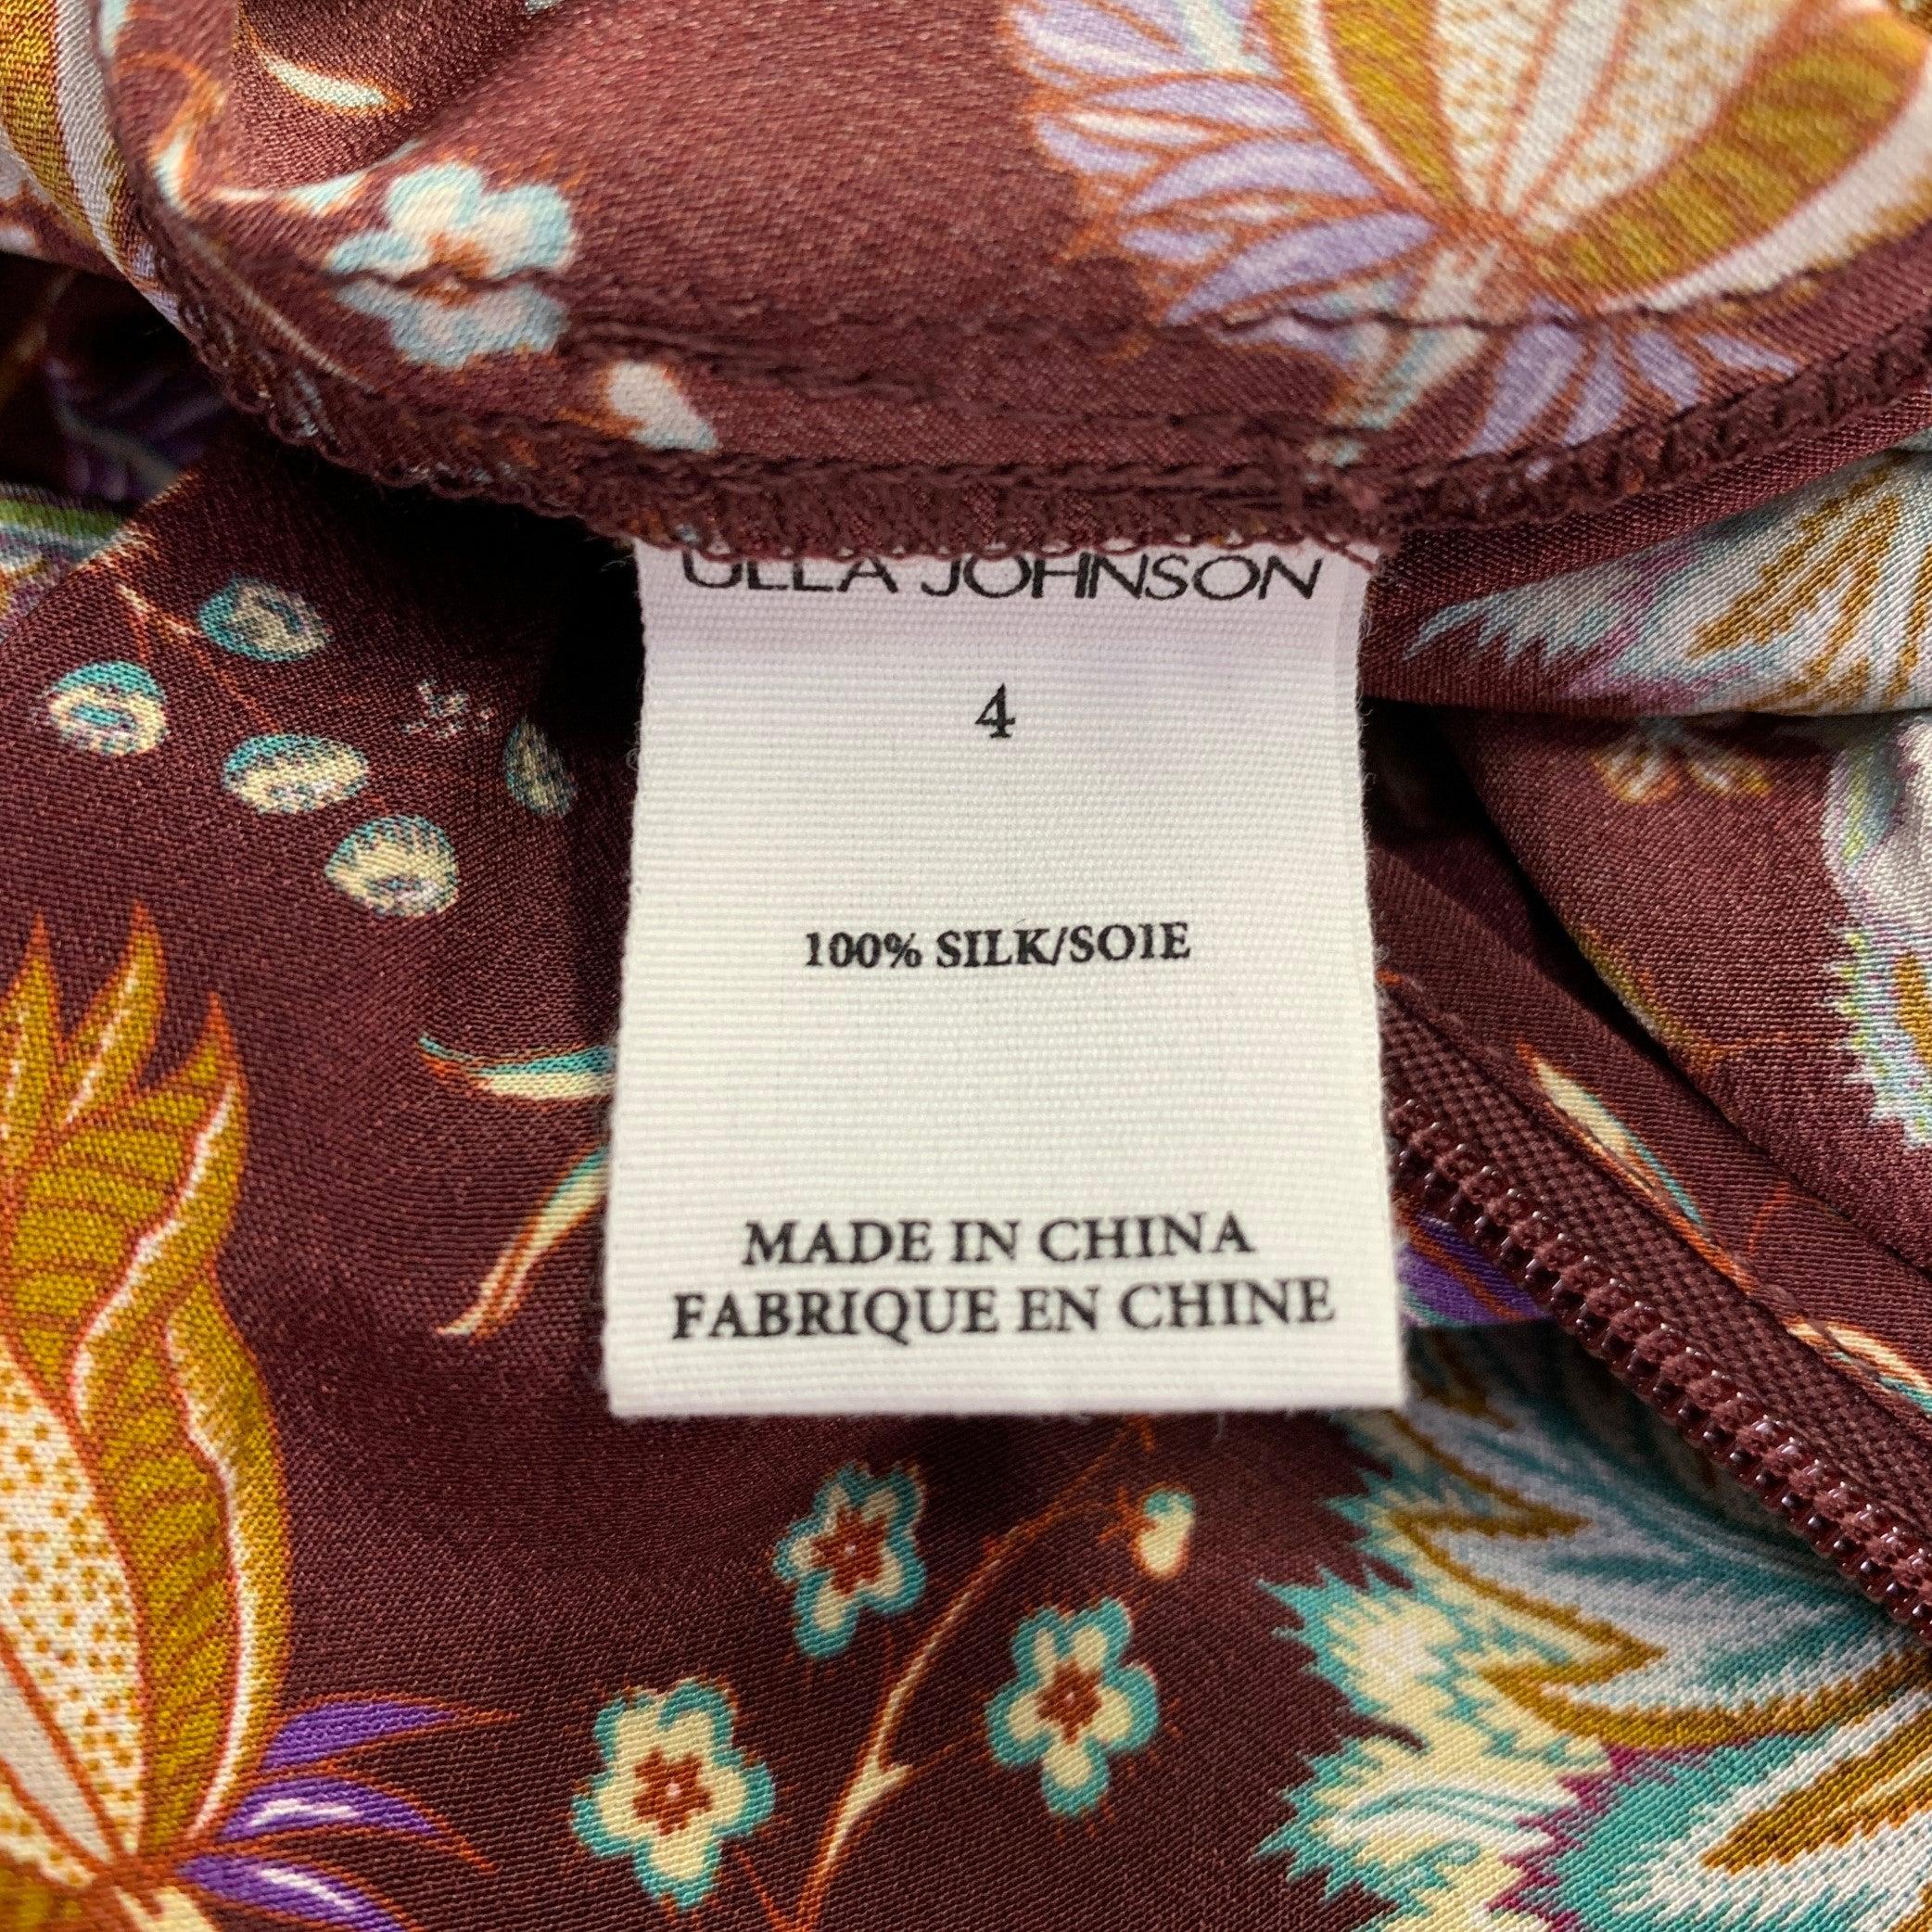 ULLA JOHNSON
4
100% SILK/SOIE
MADE IN CHINA
FABRIQUE EN CHINE